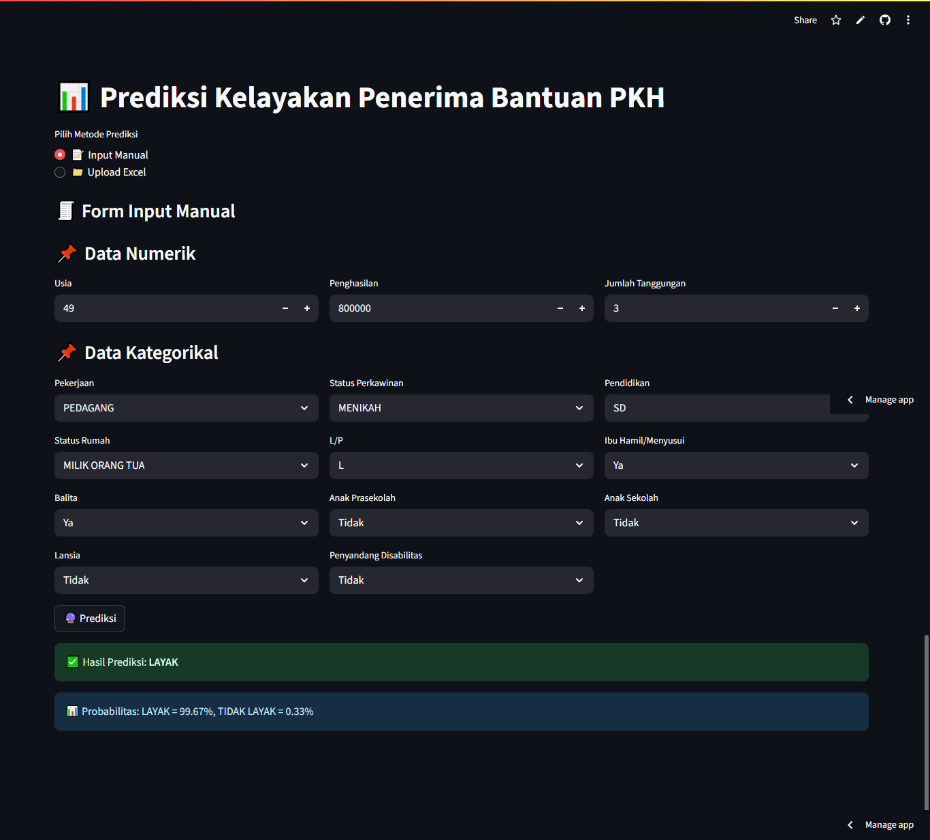 Share
Prediksi Kelayakan Penerima Bantuan PKH
Pilih Metode Prediksi
Input Manual
Upload Excel
Form Input Manual
Data Numerik
Usia Penghasilan Jumlah Tanggungan
49 − + 800000 − + 3 − +
Data Kategorikal
Pekerjaan Status Perkawinan Pendidikan
PEDAGANG MENIKAH SD
Manage app
Status Rumah L/P Ibu Hamil/Menyusui
MILIK ORANG TUA L Ya
Balita Anak Prasekolah Anak Sekolah
Ya Tidak Tidak
Lansia Penyandang Disabilitas
Tidak Tidak
Prediksi
Hasil Prediksi: LAYAK
Probabilitas: LAYAK = 99.67%, TIDAK LAYAK = 0.33%
Manage app